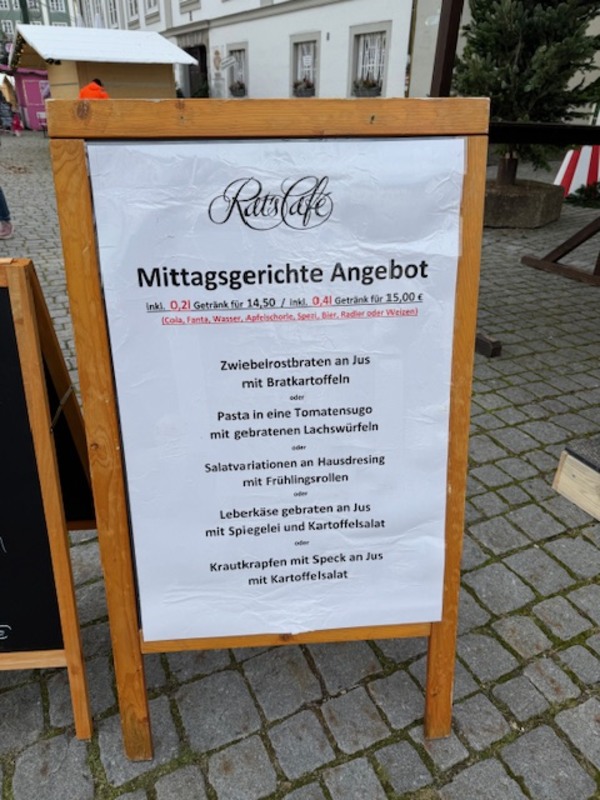 RatsCafé
Mittagsgerichte Angebot
inkl. 0,2l Getränk für 14,50 / inkl. 0,4l Getränk für 15,00 €
(Cola, Fanta, Wasser, Apfelschorle, Spezi, Bier, Radler oder Weizen)
Zwiebelrostbraten an Jus
mit Bratkartoffeln
oder
Pasta in eine Tomatensugo
mit gebratenen Lachswürfeln
oder
Salatvariationen an Hausdresing
mit Frühlingsrollen
oder
Leberkäse gebraten an Jus
mit Spiegelei und Kartoffelsalat
oder
Krautkrapfen mit Speck an Jus
mit Kartoffelsalat
€